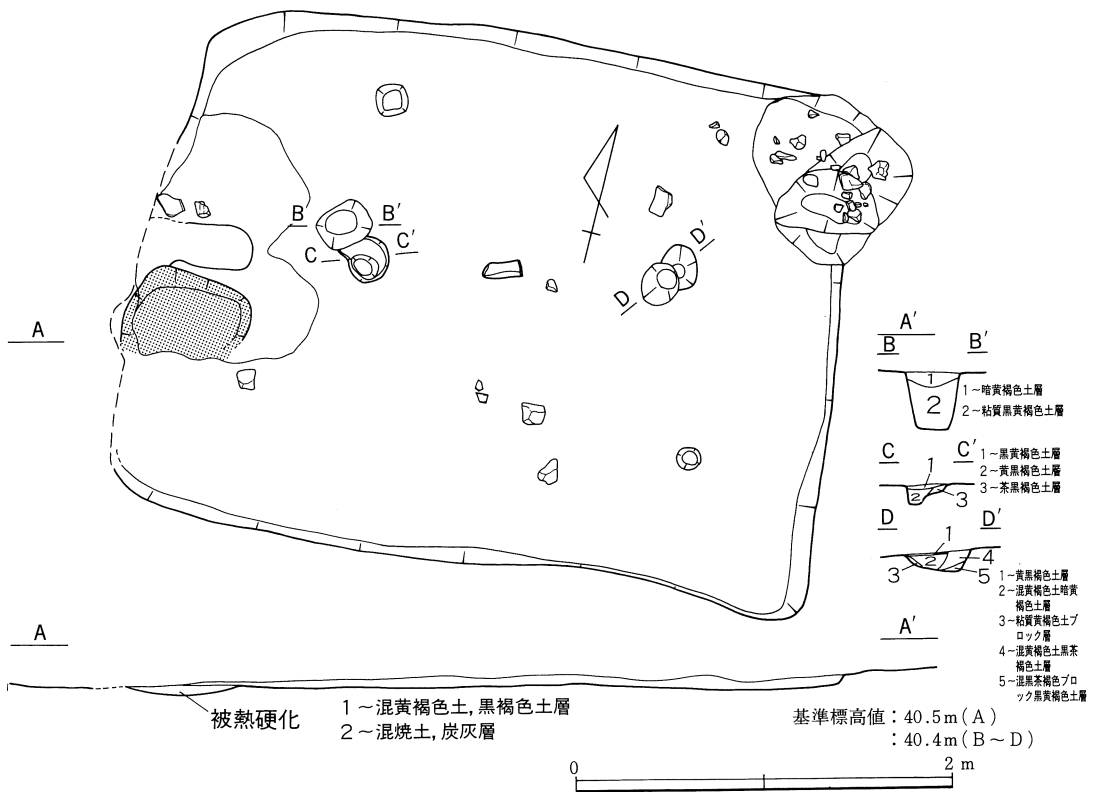 B
B'
C
C'
D'
D
A
A'
B
B'
1
2
1～暗黄褐色土層
2～粘質黒黄褐色土層
C
C'
1
2
3
1～黒黄褐色土層
2～黄黒褐色土層
3～茶黒褐色土層
D
D'
1
2
3
4
5
1～黄黒褐色土層
2～混黄褐色土暗黄
褐色土層
3～粘質黄褐色土ブ
ロック層
4～混黄褐色土黒茶
褐色土層
5～混黒茶褐色ブロ
ック黒黄褐色土層
A
A'
被熱硬化
1～混黄褐色土,黒褐色土層
2～混焼土,炭灰層
基準標高値：40.5m(A)
：40.4m(B～D)
0
2 m